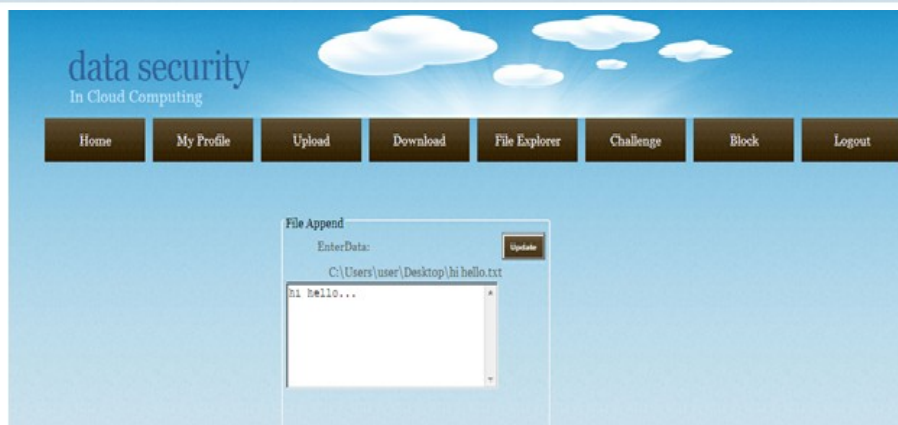 data security
In Cloud Computing
Home My Profile Upload Download File Explorer Challenge Block Logout
File Append
EnterData: Update
C:\Users\user\Desktop\hi hello.txt
hi hello...